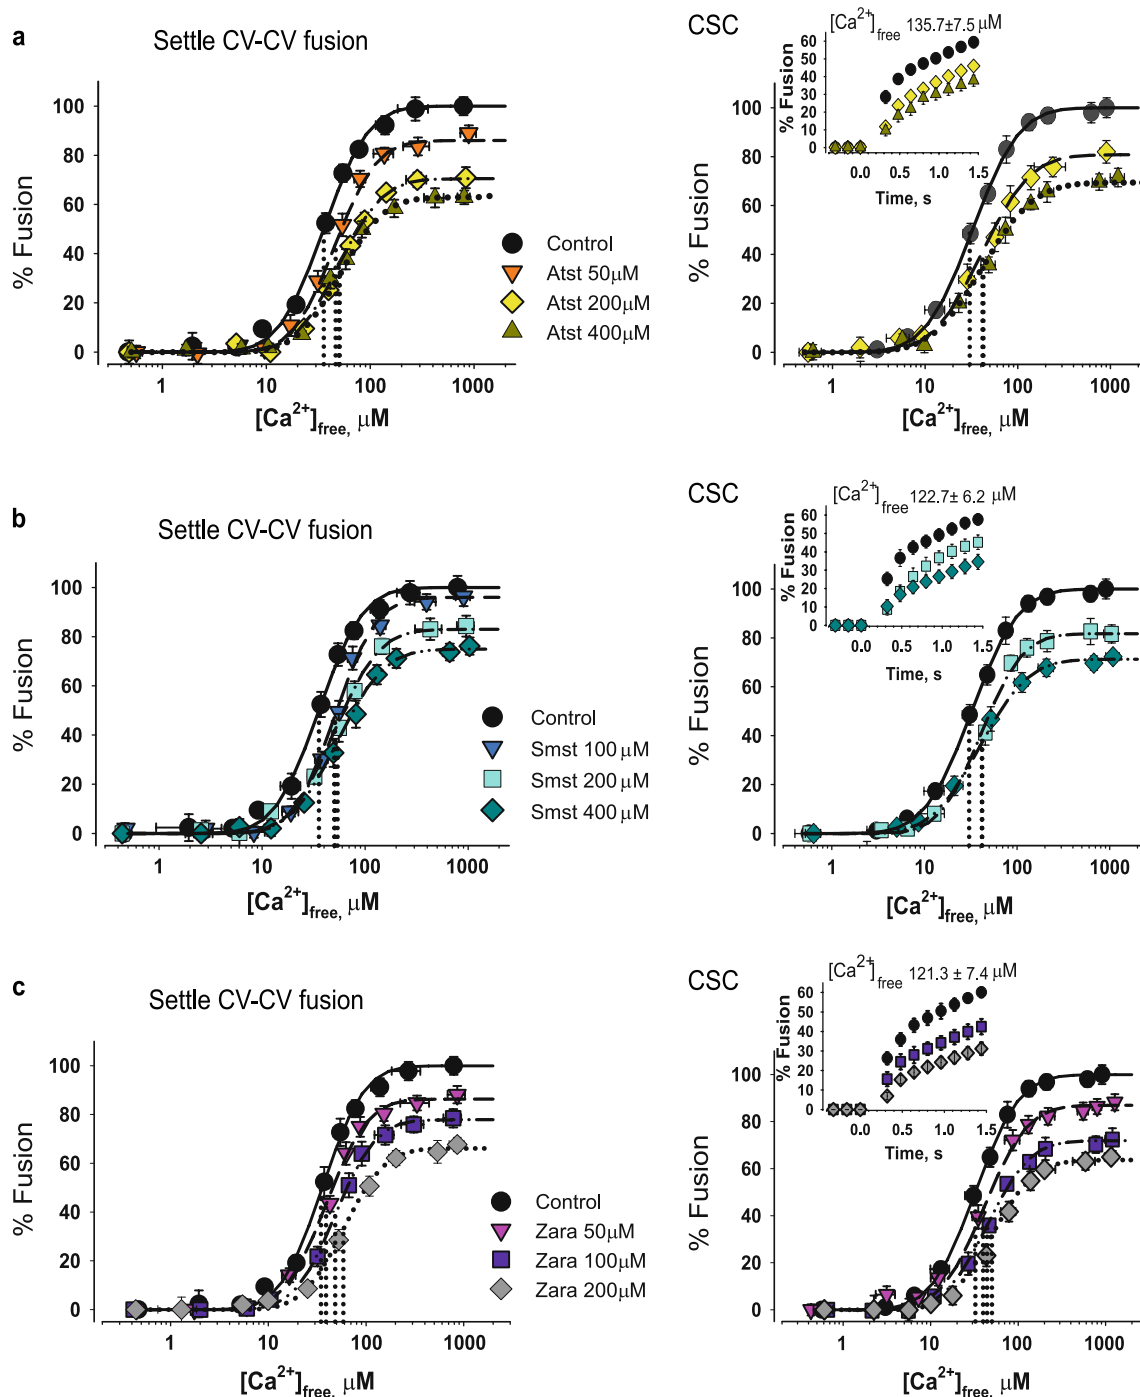 a
Settle CV-CV fusion
% Fusion
100
80
60
40
20
0
1
10
100
1000
[Ca2+]free, μM
Control
Atst 50μM
Atst 200μM
Atst 400μM
CSC
[Ca2+]free 135.7±7.5 μM
% Fusion
60
50
40
30
20
10
0
0.0
0.5
1.0
1.5
Time, s
% Fusion
100
80
60
40
20
0
1
10
100
1000
[Ca2+]free, μM
b
Settle CV-CV fusion
% Fusion
100
80
60
40
20
0
1
10
100
1000
[Ca2+]free, μM
Control
Smst 100 μM
Smst 200 μM
Smst 400 μM
CSC
[Ca2+]free 122.7± 6.2 μM
% Fusion
60
50
40
30
20
10
0
0.0
0.5
1.0
1.5
Time, s
% Fusion
100
80
60
40
20
0
1
10
100
1000
[Ca2+]free, μM
c
Settle CV-CV fusion
% Fusion
100
80
60
40
20
0
1
10
100
1000
[Ca2+]free, μM
Control
Zara 50μM
Zara 100μM
Zara 200μM
CSC
[Ca2+]free 121.3 ± 7.4 μM
% Fusion
60
50
40
30
20
10
0
0.0
0.5
1.0
1.5
Time, s
% Fusion
100
80
60
40
20
0
1
10
100
1000
[Ca2+]free, μM